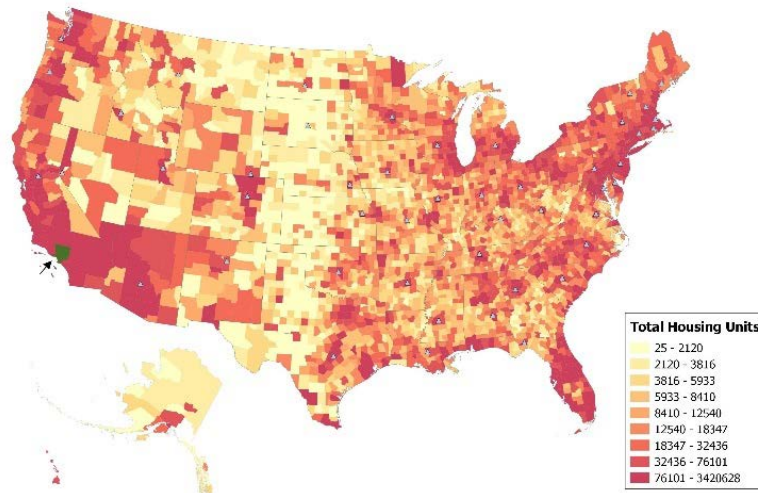 Total Housing Units
25 - 2120
2120 - 3816
3816 - 5933
5933 - 8410
8410 - 12540
12540 - 18347
18347 - 32436
32436 - 76101
76101 - 3420628